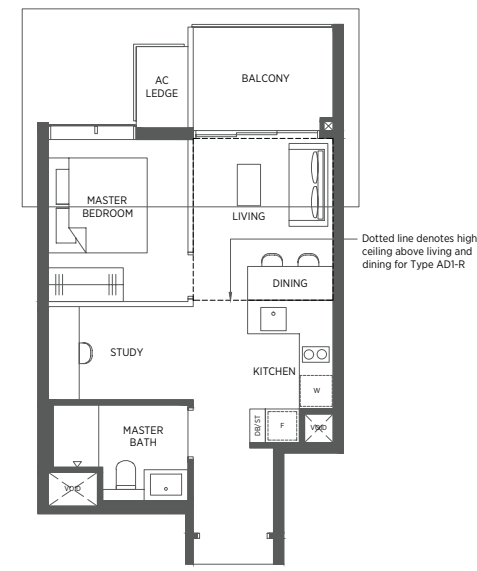 AC
LEDGE
BALCONY
MASTER
BEDROOM
LIVING
Dotted line denotes high
ceiling above living and
dining for Type AD1-R
DINING
STUDY
KITCHEN
W
DB/ST
F
VOID
MASTER
BATH
VOID